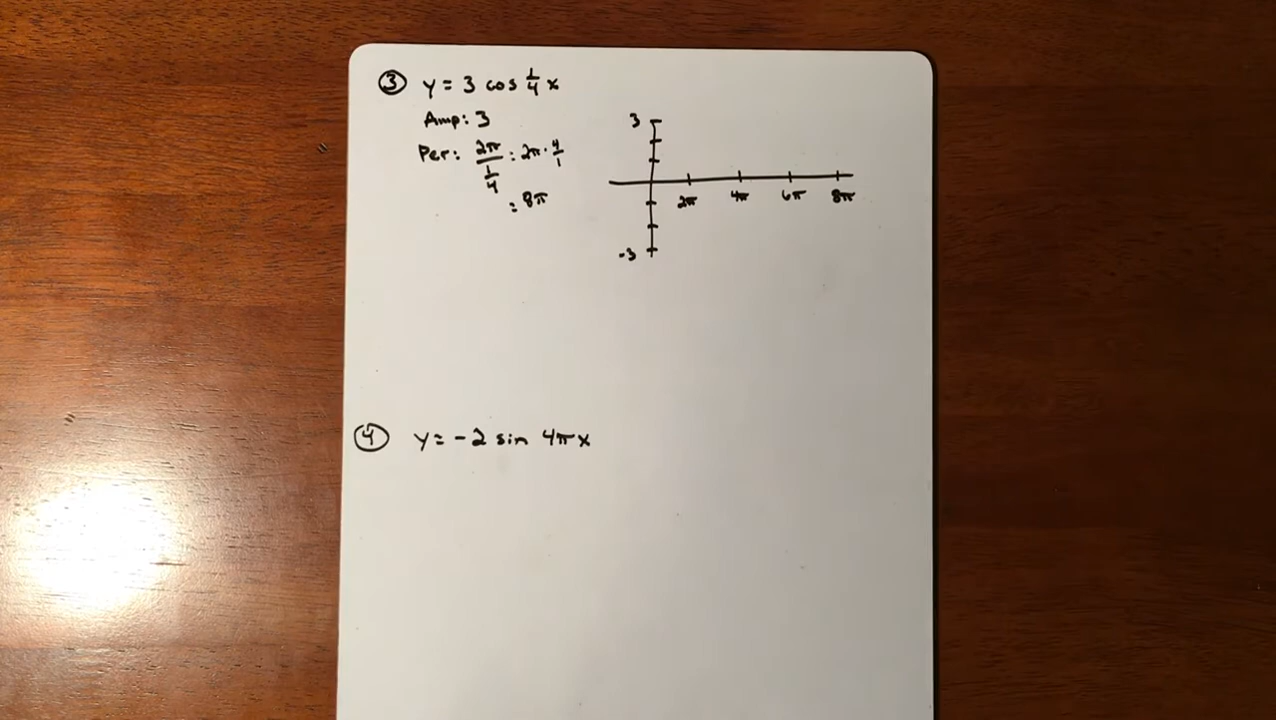 ③ y = 3 cos 1/4 x
Amp: 3
Per: 2π / 1/4 = 2π · 4/1
= 8π
3
2π 4π 6π 8π
-3
④ y = -2 sin 4πx